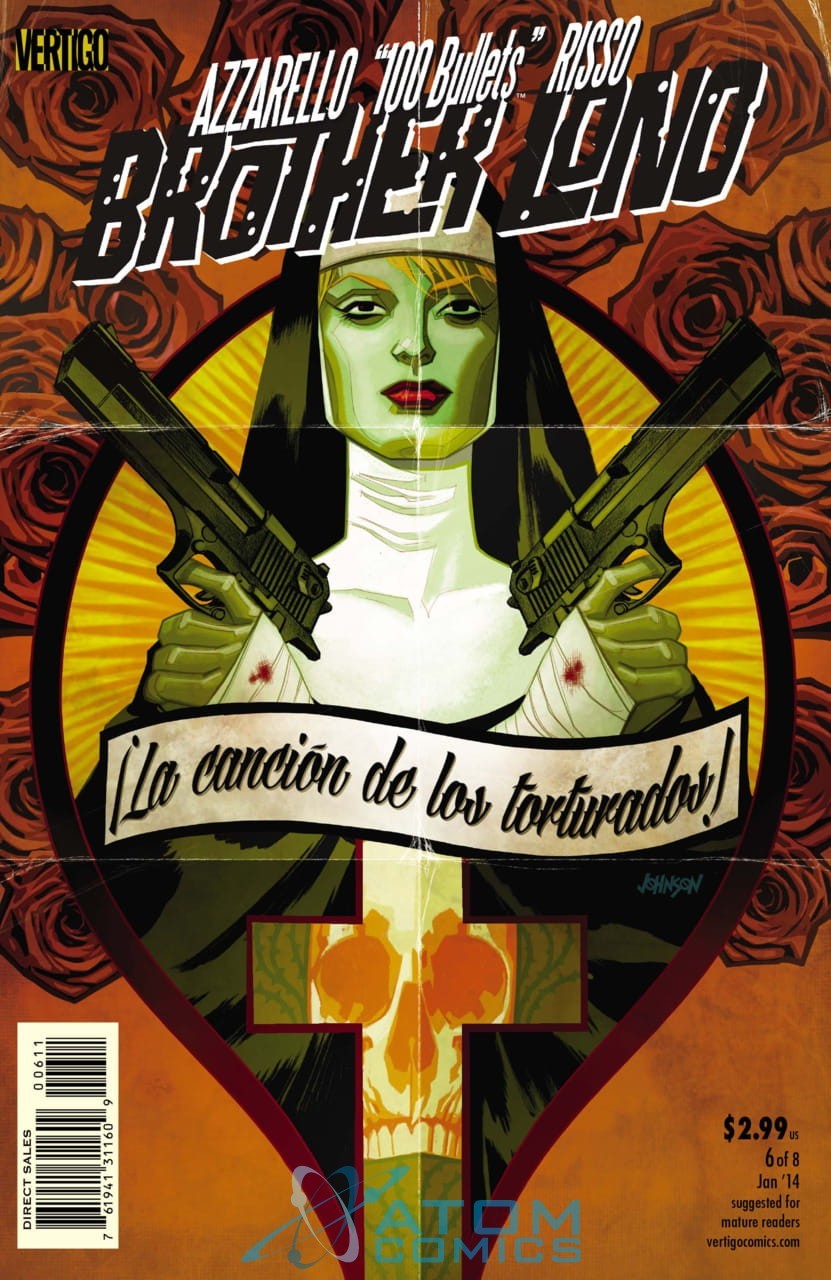 VERTIGO
AZZARELLO "100 Bullets" RISSO
™
BROTHER LONO
¡La canción de los torturados!
JOHNSON
00611
DIRECT SALES
7 61941 31160 9
$2.99 US
6 of 8
Jan '14
suggested for
mature readers
vertigocomics.com
ATOM
COMICS